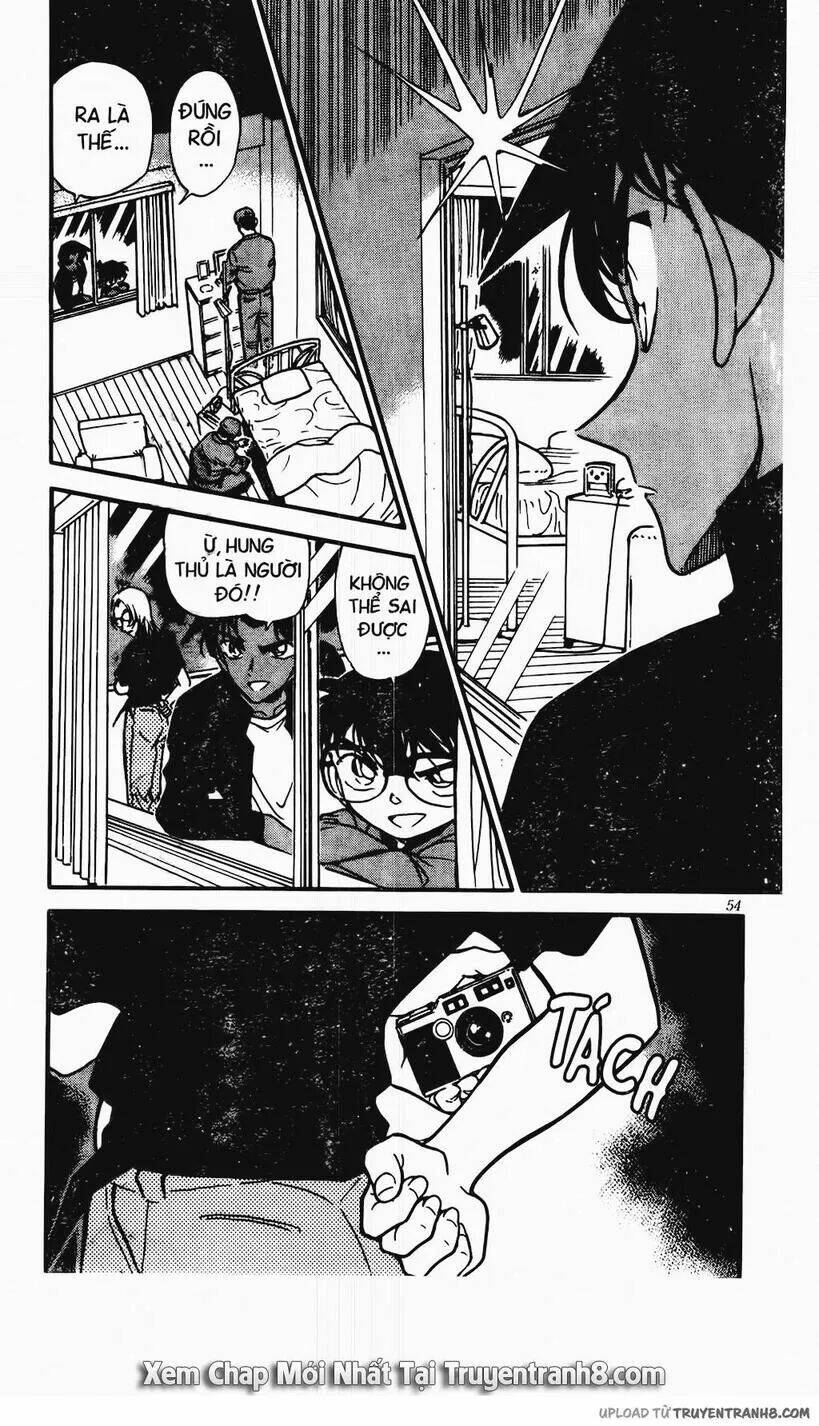 ĐÚNG
RỒI
...
RA LÀ
THẾ...
KHÔNG
THỂ SAI
ĐƯỢC
...
Ừ, HUNG
THỦ LÀ NGƯỜI
ĐÓ!!
54
TÁCH
Xem Chap Mới Nhất Tại Truyentranh8.com
UPLOAD TỪ TRUYENTRANH8.COM